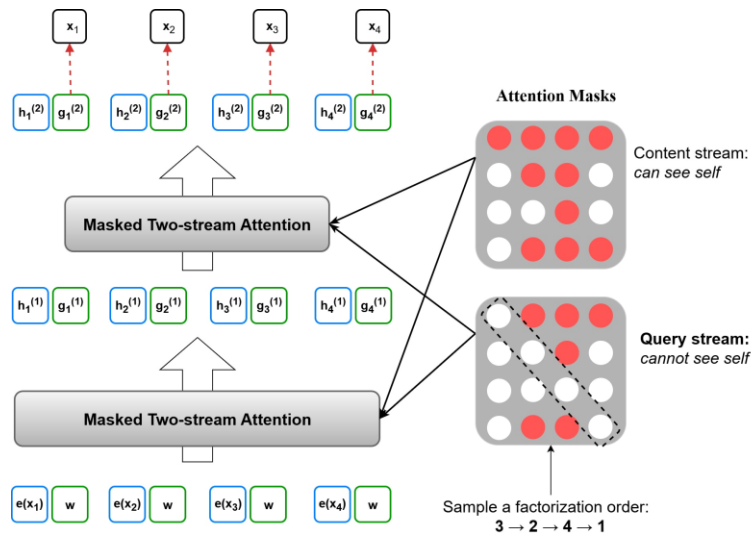 x₁ x₂ x₃ x₄
h₁⁽²⁾ g₁⁽²⁾ h₂⁽²⁾ g₂⁽²⁾ h₃⁽²⁾ g₃⁽²⁾ h₄⁽²⁾ g₄⁽²⁾
Masked Two-stream Attention
h₁⁽¹⁾ g₁⁽¹⁾ h₂⁽¹⁾ g₂⁽¹⁾ h₃⁽¹⁾ g₃⁽¹⁾ h₄⁽¹⁾ g₄⁽¹⁾
Masked Two-stream Attention
e(x₁) w e(x₂) w e(x₃) w e(x₄) w
Attention Masks
Content stream:
can see self
Query stream:
cannot see self
Sample a factorization order:
3 → 2 → 4 → 1